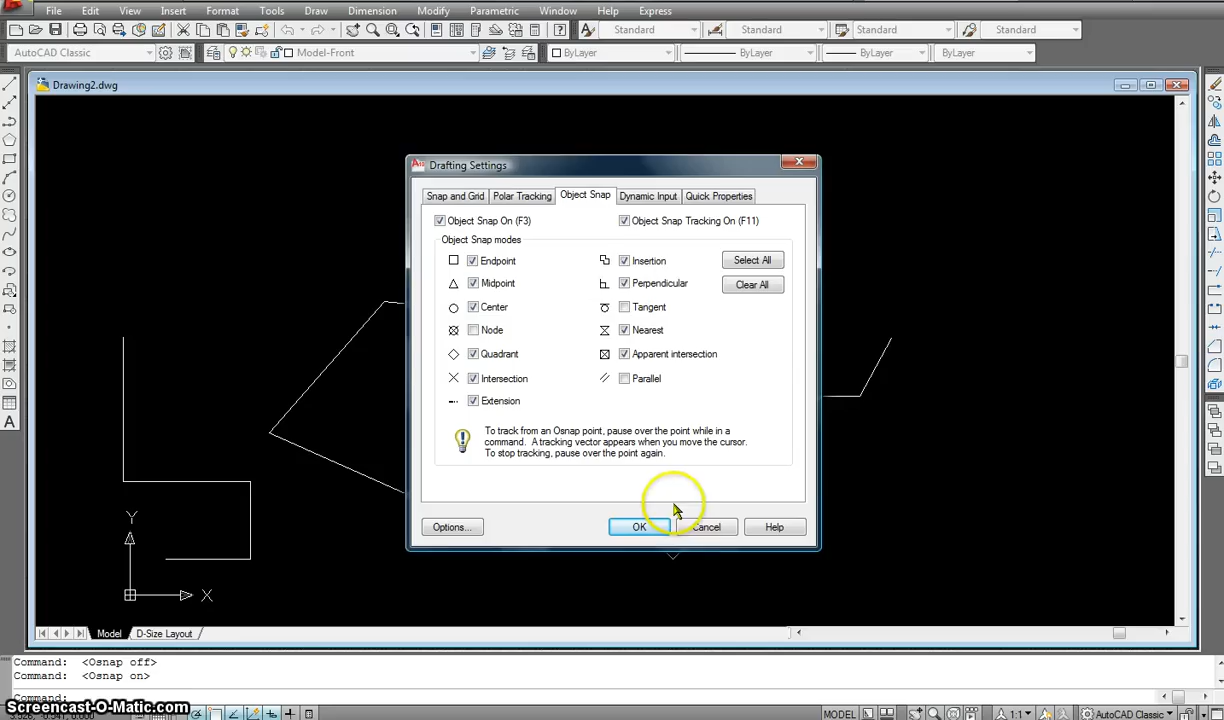 File Edit View Insert Format Tools Draw Dimension Modify Parametric Window Help Express
Standard Standard Standard Standard
AutoCAD Classic Model-Front ByLayer ByLayer ByLayer ByLayer
Drawing2.dwg
Drafting Settings
Snap and Grid Polar Tracking Object Snap Dynamic Input Quick Properties
Object Snap On (F3) Object Snap Tracking On (F11)
Object Snap modes
Endpoint Insertion Select All
Midpoint Perpendicular Clear All
Center Tangent
Node Nearest
Quadrant Apparent intersection
Intersection Parallel
Extension
To track from an Osnap point, pause over the point while in a
command. A tracking vector appears when you move the cursor.
To stop tracking, pause over the point again.
Options... OK Cancel Help
Y
X
Model D-Size Layout
Command: <Osnap off>
Command: <Osnap on>
Command:
Screencast-O-Matic.com
MODEL 1:1 AutoCAD Classic